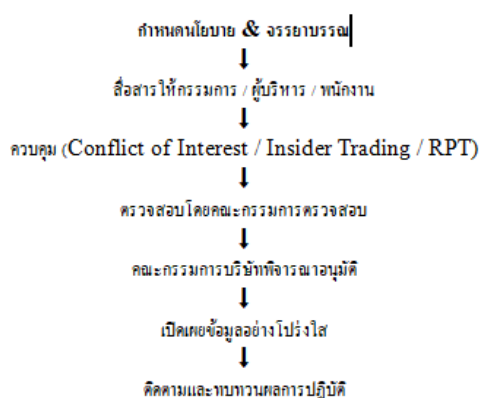 กำหนดนโยบาย & จรรยาบรรณ
สื่อสารให้กรรมการ / ผู้บริหาร / พนักงาน
ควบคุม (Conflict of Interest / Insider Trading / RPT)
ตรวจสอบโดยคณะกรรมการตรวจสอบ
คณะกรรมการบริษัทพิจารณาอนุมัติ
เปิดเผยข้อมูลอย่างโปร่งใส
ติดตามและทบทวนผลการปฏิบัติ